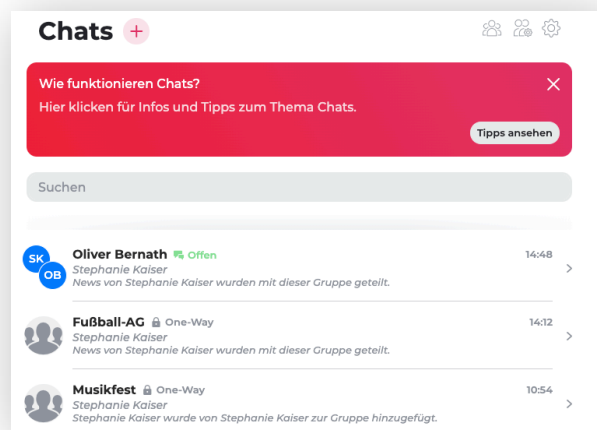 Chats +
Wie funktionieren Chats?
Hier klicken für Infos und Tipps zum Thema Chats.
Tipps ansehen
Suchen
SK
OB
Oliver Bernath Offen 14:48
Stephanie Kaiser
News von Stephanie Kaiser wurden mit dieser Gruppe geteilt.
Fußball-AG One-Way 14:12
Stephanie Kaiser
News von Stephanie Kaiser wurden mit dieser Gruppe geteilt.
Musikfest One-Way 10:54
Stephanie Kaiser
Stephanie Kaiser wurde von Stephanie Kaiser zur Gruppe hinzugefügt.